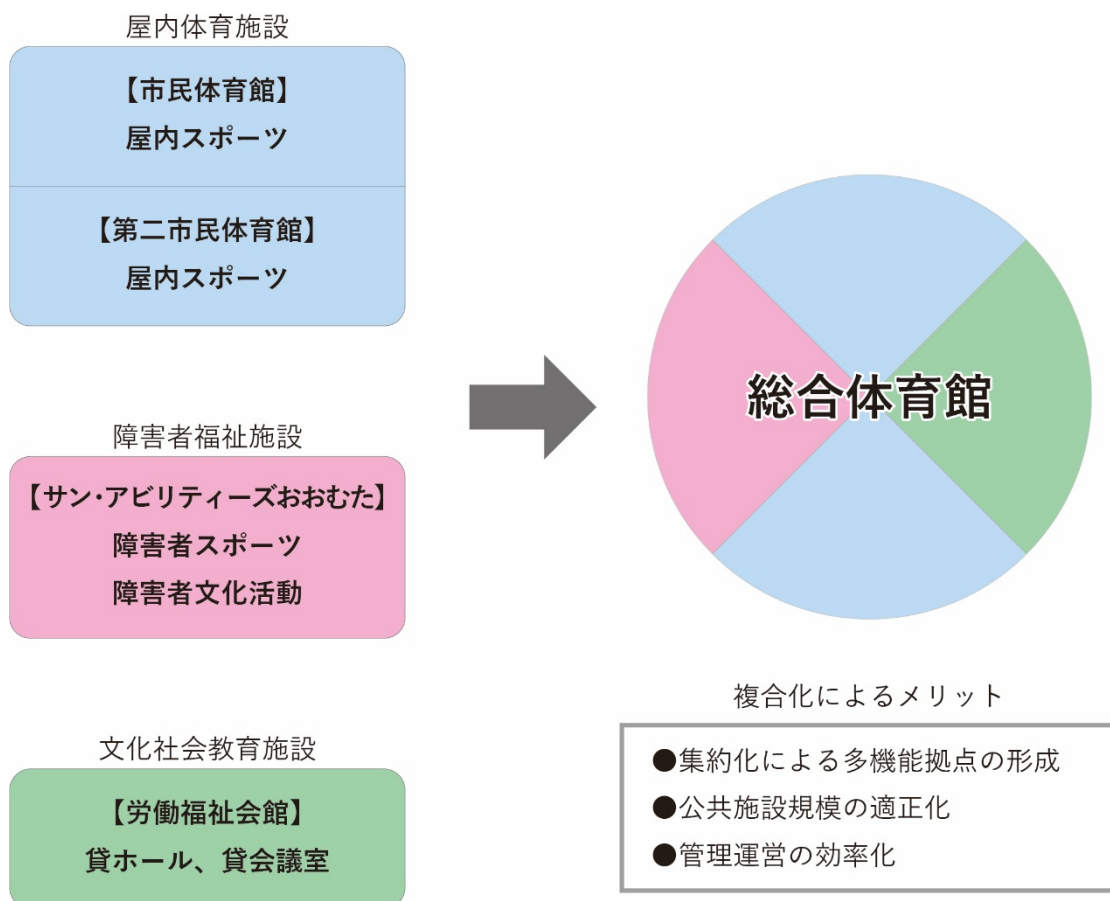 屋内体育施設
【市民体育館】
屋内スポーツ
【第二市民体育館】
屋内スポーツ
障害者福祉施設
【サン・アビリティーズおおむた】
障害者スポーツ
障害者文化活動
文化社会教育施設
【労働福祉会館】
貸ホール、貸会議室
総合体育館
複合化によるメリット
●集約化による多機能拠点の形成
●公共施設規模の適正化
●管理運営の効率化